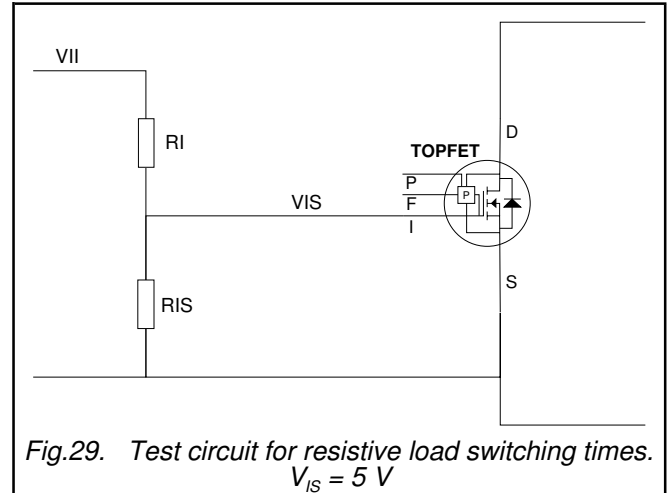 VII
D
RI
TOPFET
P
P
VIS
F
I
S
RIS
Fig.29. Test circuit for resistive load switching times.
VIS = 5 V